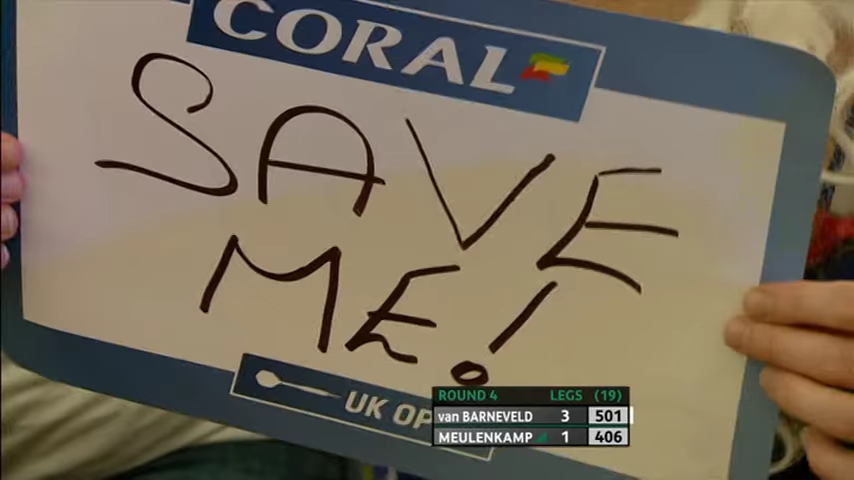 CORAL
SAVE
ME!
UK OP
ROUND 4 LEGS (19)
van BARNEVELD 3 501
MEULENKAMP 1 406